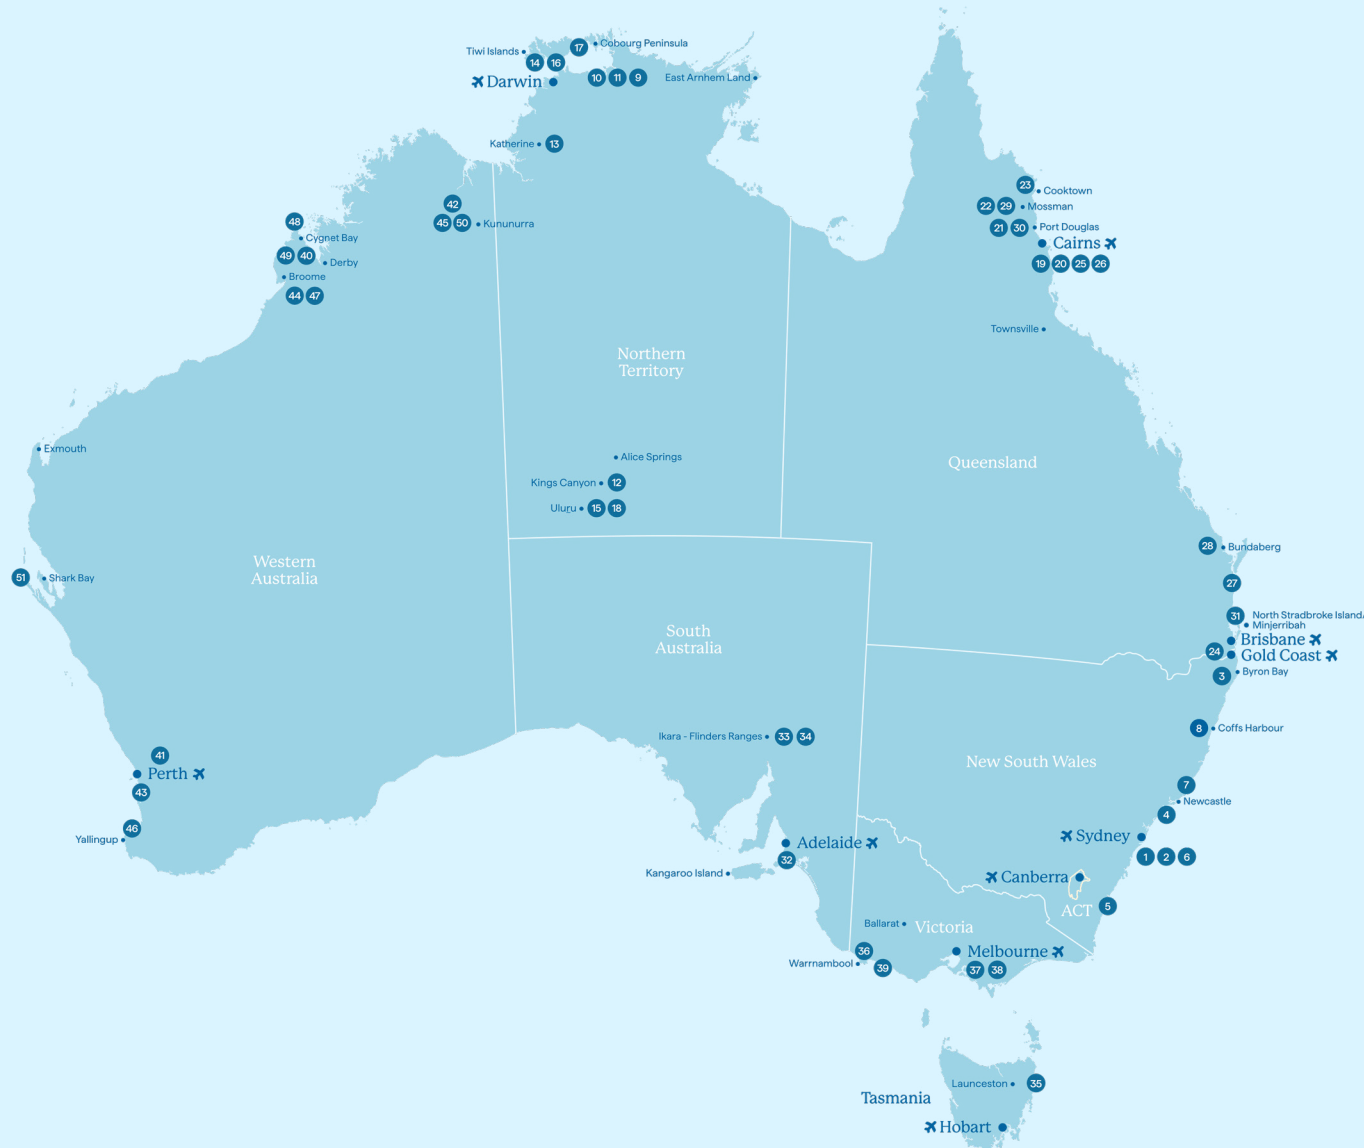 17 Cobourg Peninsula
Tiwi Islands
14 16
Darwin
10 11 9 East Arnhem Land
Katherine 13
23
Cooktown
22 29 Mossman
42
45 50 Kununurra
21 30 Port Douglas
48
Cygnet Bay
Cairns
49 40
Derby
19 20 25 26
Broome
44 47
Townsville
Northern
Territory
Exmouth
Alice Springs
Queensland
Kings Canyon 12
Uluṟu 15 18
28 Bundaberg
Western
Australia
51 Shark Bay
27
31 North Stradbroke Island/
Minjerribah
South
Australia
Brisbane
24 Gold Coast
3 Byron Bay
8 Coffs Harbour
Ikara - Flinders Ranges 33 34
41
New South Wales
Perth
43
7
Newcastle
4
46
Yallingup
Sydney
Adelaide
32
1 2 6
Kangaroo Island
Canberra
ACT 5
Ballarat
Victoria
36
Melbourne
Warrnambool
39
37 38
Launceston 35
Tasmania
Hobart